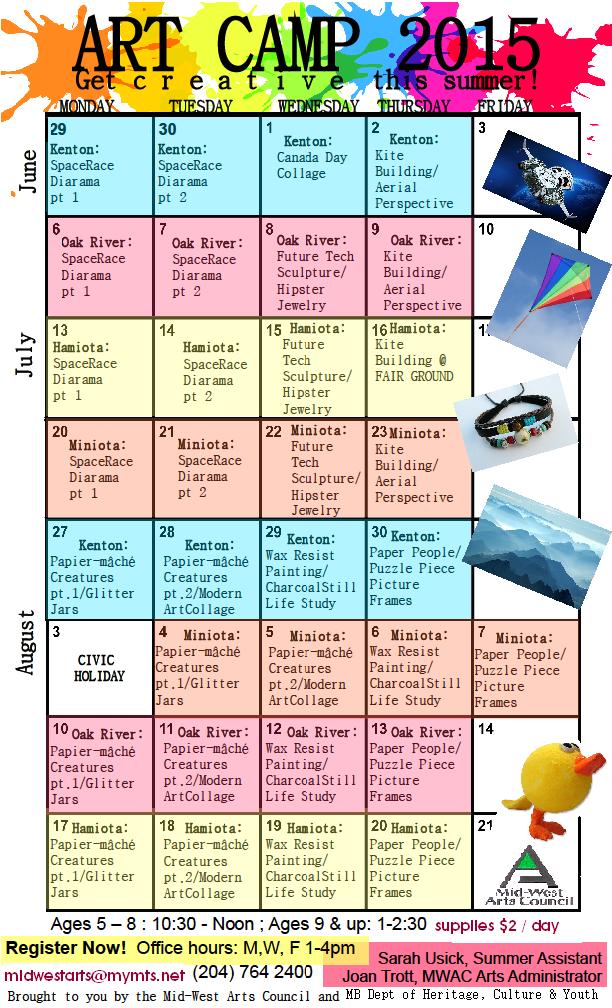 ART CAMP 2015
Get creative this summer!
MONDAY TUESDAY WEDNESDAY THURSDAY FRIDAY
June
29
Kenton:
SpaceRace
Diarama
pt 1
30
Kenton:
SpaceRace
Diarama
pt 2
1
Kenton:
Canada Day
Collage
2
Kenton:
Kite
Building/
Aerial
Perspective
3
July
6
Oak River:
SpaceRace
Diarama
pt 1
7
Oak River:
SpaceRace
Diarama
pt 2
8
Oak River:
Future Tech
Sculpture/
Hipster
Jewelry
9
Oak River:
Kite
Building/
Aerial
Perspective
10
13
Hamiota:
SpaceRace
Diarama
pt 1
14
Hamiota:
SpaceRace
Diarama
pt 2
15 Hamiota:
Future
Tech
Sculpture/
Hipster
Jewelry
16 Hamiota:
Kite
Building @
FAIR GROUND
20
Miniota:
SpaceRace
Diarama
pt 1
21
Miniota:
SpaceRace
Diarama
pt 2
22 Miniota:
Future
Tech
Sculpture/
Hipster
Jewelry
23 Miniota:
Kite
Building/
Aerial
Perspective
27
Kenton:
Papier-mâché
Creatures
pt.1/Glitter
Jars
28
Kenton:
Papier-mâché
Creatures
pt.2/Modern
ArtCollage
29
Kenton:
Wax Resist
Painting/
CharcoalStill
Life Study
30 Kenton:
Paper People/
Puzzle Piece
Picture
Frames
August
3
CIVIC
HOLIDAY
4 Miniota:
Papier-mâché
Creatures
pt.1/Glitter
Jars
5 Miniota:
Papier-mâché
Creatures
pt.2/Modern
ArtCollage
6 Miniota:
Wax Resist
Painting/
CharcoalStill
Life Study
7 Miniota:
Paper People/
Puzzle Piece
Picture
Frames
10 Oak River:
Papier-mâché
Creatures
pt.1/Glitter
Jars
11 Oak River:
Papier-mâché
Creatures
pt.2/Modern
ArtCollage
12 Oak River:
Wax Resist
Painting/
CharcoalStill
Life Study
13 Oak River:
Paper People/
Puzzle Piece
Picture
Frames
14
17 Hamiota:
Papier-mâché
Creatures
pt.1/Glitter
Jars
18 Hamiota:
Papier-mâché
Creatures
pt.2/Modern
ArtCollage
19 Hamiota:
Wax Resist
Painting/
CharcoalStill
Life Study
20 Hamiota:
Paper People/
Puzzle Piece
Picture
Frames
21
Mid-West
Arts Council
Ages 5 – 8 : 10:30 - Noon ; Ages 9 & up: 1-2:30 supplies $2 / day
Register Now! Office hours: M,W, F 1-4pm
midwestarts@mymts.net (204) 764 2400
Sarah Usick, Summer Assistant
Joan Trott, MWAC Arts Administrator
Brought to you by the Mid-West Arts Council and MB Dept of Heritage, Culture & Youth